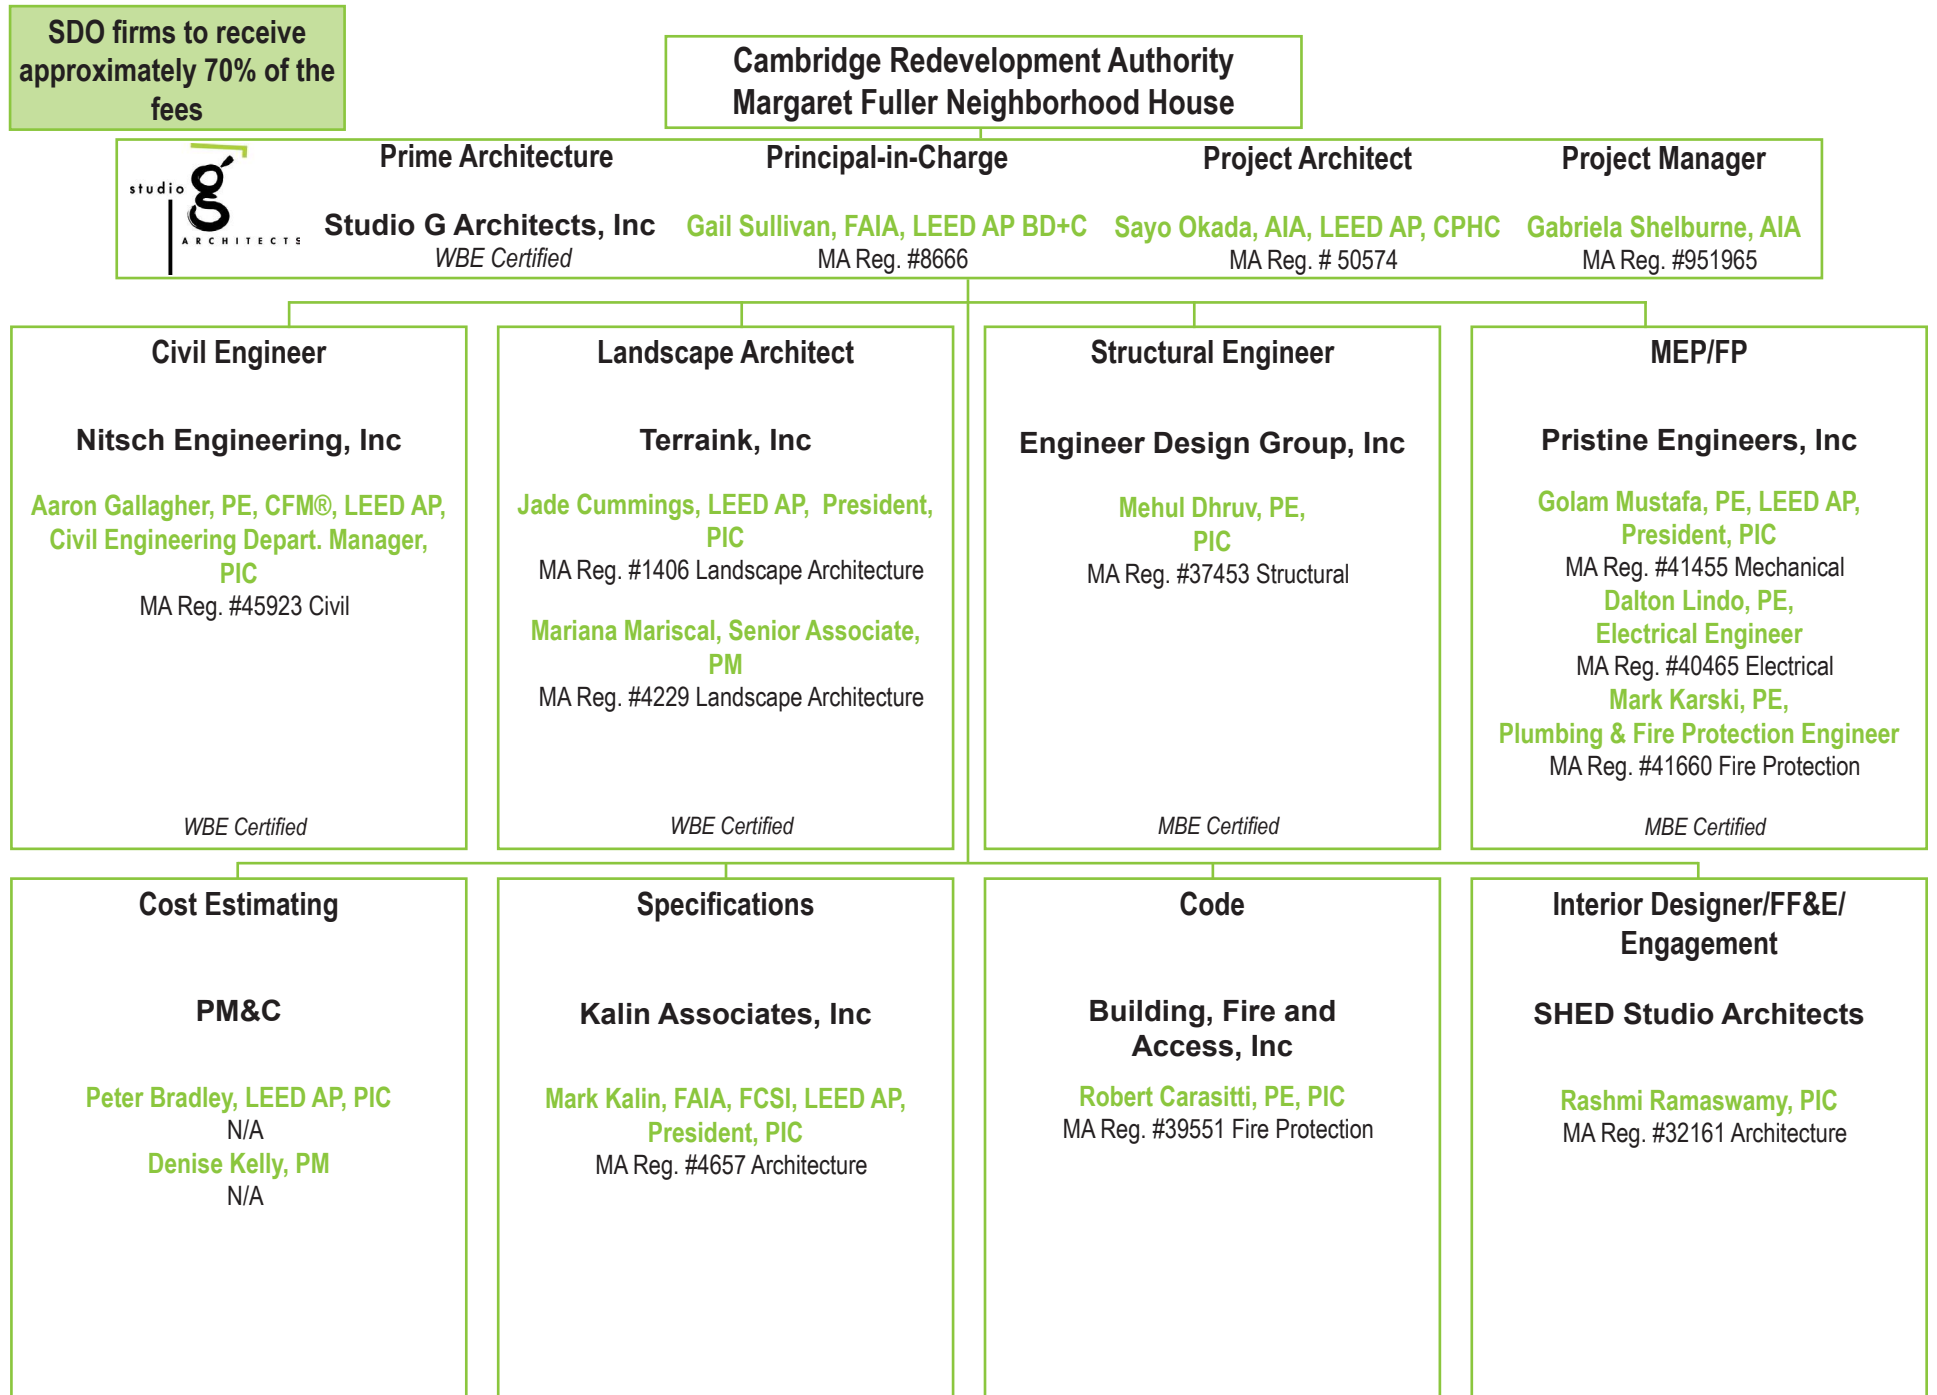 SDO firms to receive
approximately 70% of the
fees
Cambridge Redevelopment Authority
Margaret Fuller Neighborhood House
studio g
ARCHITECTS
Prime Architecture
Studio G Architects, Inc
WBE Certified
Principal-in-Charge
Gail Sullivan, FAIA, LEED AP BD+C
MA Reg. #8666
Project Architect
Sayo Okada, AIA, LEED AP, CPHC
MA Reg. # 50574
Project Manager
Gabriela Shelburne, AIA
MA Reg. #951965
Civil Engineer
Nitsch Engineering, Inc
Aaron Gallagher, PE, CFM®, LEED AP,
Civil Engineering Depart. Manager,
PIC
MA Reg. #45923 Civil
WBE Certified
Landscape Architect
Terraink, Inc
Jade Cummings, LEED AP, President,
PIC
MA Reg. #1406 Landscape Architecture
Mariana Mariscal, Senior Associate,
PM
MA Reg. #4229 Landscape Architecture
WBE Certified
Structural Engineer
Engineer Design Group, Inc
Mehul Dhruv, PE,
PIC
MA Reg. #37453 Structural
MBE Certified
MEP/FP
Pristine Engineers, Inc
Golam Mustafa, PE, LEED AP,
President, PIC
MA Reg. #41455 Mechanical
Dalton Lindo, PE,
Electrical Engineer
MA Reg. #40465 Electrical
Mark Karski, PE,
Plumbing & Fire Protection Engineer
MA Reg. #41660 Fire Protection
MBE Certified
Cost Estimating
PM&C
Peter Bradley, LEED AP, PIC
N/A
Denise Kelly, PM
N/A
Specifications
Kalin Associates, Inc
Mark Kalin, FAIA, FCSI, LEED AP,
President, PIC
MA Reg. #4657 Architecture
Code
Building, Fire and
Access, Inc
Robert Carasitti, PE, PIC
MA Reg. #39551 Fire Protection
Interior Designer/FF&E/
Engagement
SHED Studio Architects
Rashmi Ramaswamy, PIC
MA Reg. #32161 Architecture